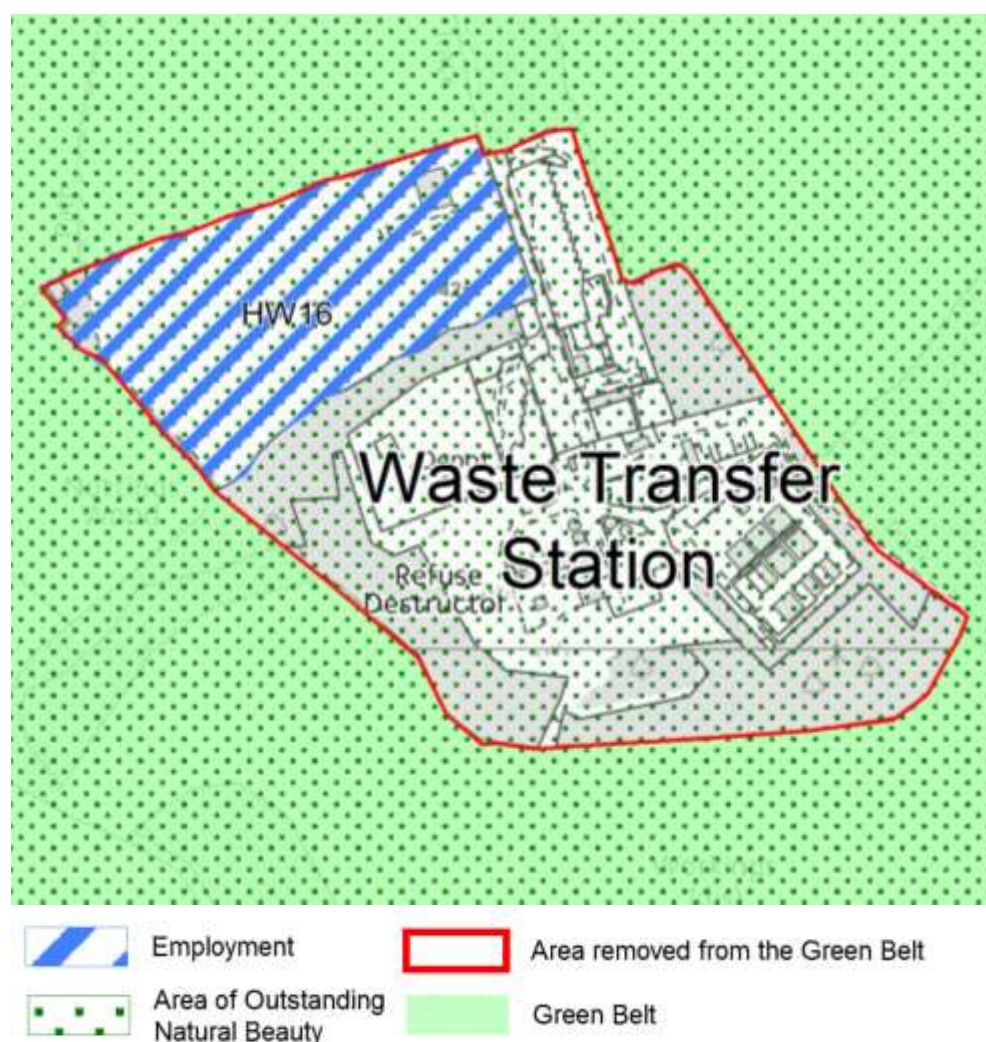 HW16
Depot
Waste Transfer
Station
Refuse
Destructor
Employment
Area removed from the Green Belt
Area of Outstanding
Natural Beauty
Green Belt